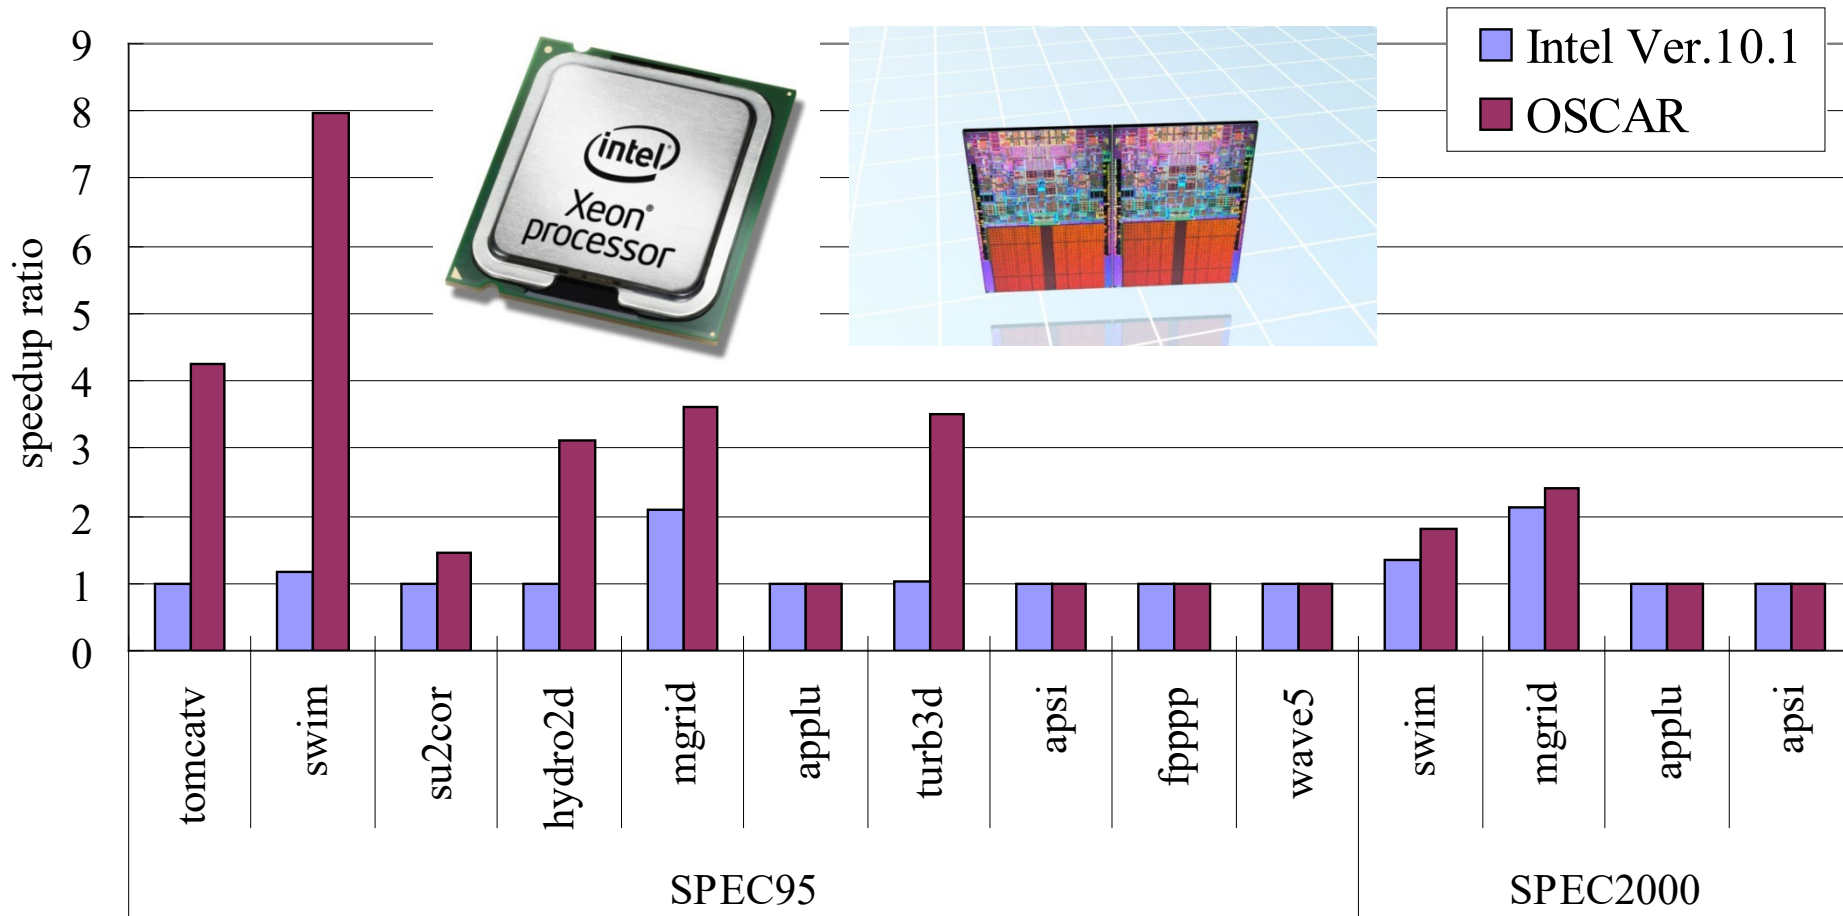 Intel Ver.10.1
OSCAR
intel
Xeon®
processor
speedup ratio
9
8
7
6
5
4
3
2
1
0
tomcatv
swim
su2cor
hydro2d
mgrid
applu
turb3d
apsi
fpppp
wave5
swim
mgrid
applu
apsi
SPEC95
SPEC2000